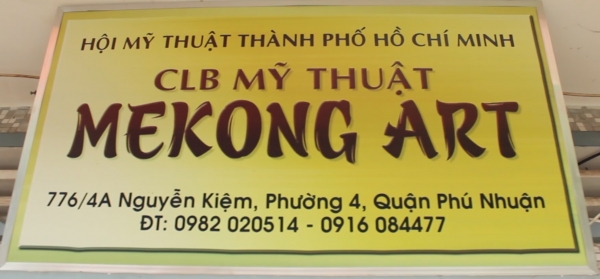 HỘI MỸ THUẬT THÀNH PHỐ HỒ CHÍ MINH
CLB MỸ THUẬT
MEKONG ART
776/4A Nguyễn Kiệm, Phường 4, Quận Phú Nhuận
ĐT: 0982 020514 - 0916 084477